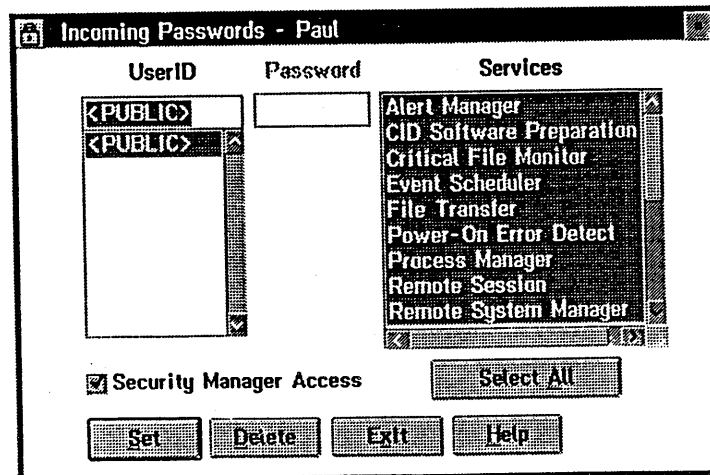 Incoming Passwords - Paul
UserID Password Services
<PUBLIC>
<PUBLIC>
Alert Manager
CID Software Preparation
Critical File Monitor
Event Scheduler
File Transfer
Power-On Error Detect
Process Manager
Remote Session
Remote System Manager
Security Manager Access
Select All
Set Delete Exit Help